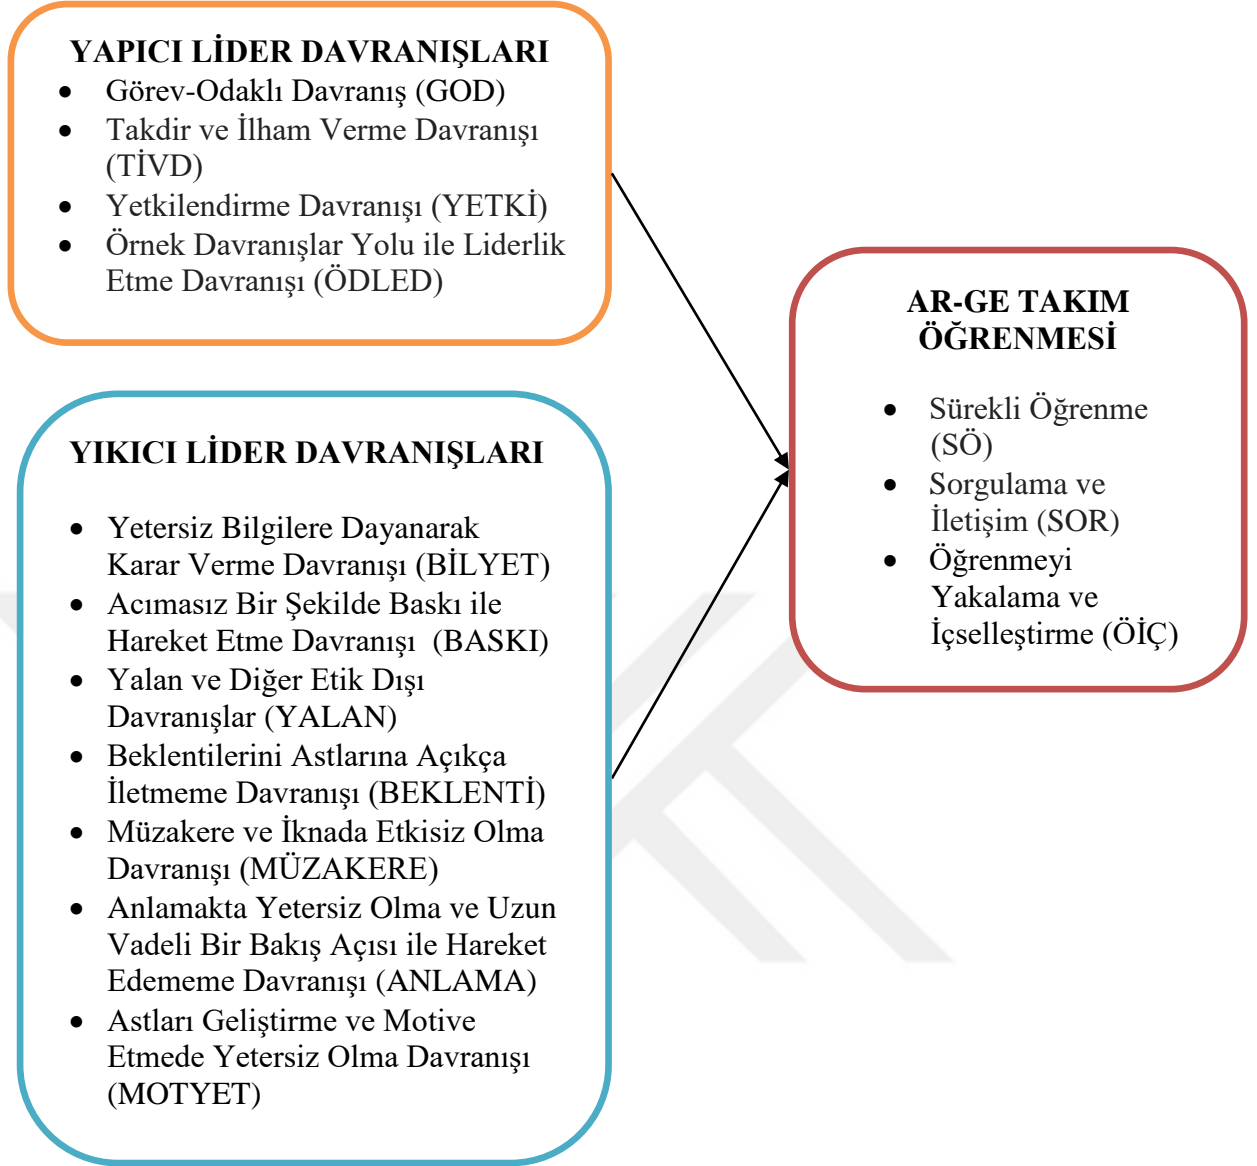 YAPICI LİDER DAVRANIŞLARI
• Görev-Odaklı Davranış (GOD)
• Takdir ve İlham Verme Davranışı
(TİVD)
• Yetkilendirme Davranışı (YETKİ)
• Örnek Davranışlar Yolu ile Liderlik
Etme Davranışı (ÖDLED)
YIKICI LİDER DAVRANIŞLARI
• Yetersiz Bilgilere Dayanarak
Karar Verme Davranışı (BİLYET)
• Acımasız Bir Şekilde Baskı ile
Hareket Etme Davranışı (BASKI)
• Yalan ve Diğer Etik Dışı
Davranışlar (YALAN)
• Beklentilerini Astlarına Açıkça
İletmeme Davranışı (BEKLENTİ)
• Müzakere ve İknada Etkisiz Olma
Davranışı (MÜZAKERE)
• Anlamakta Yetersiz Olma ve Uzun
Vadeli Bir Bakış Açısı ile Hareket
Edememe Davranışı (ANLAMA)
• Astları Geliştirme ve Motive
Etmede Yetersiz Olma Davranışı
(MOTYET)
AR-GE TAKIM
ÖĞRENMESİ
• Sürekli Öğrenme
(SÖ)
• Sorgulama ve
İletişim (SOR)
• Öğrenmeyi
Yakalama ve
İçselleştirme (ÖİÇ)